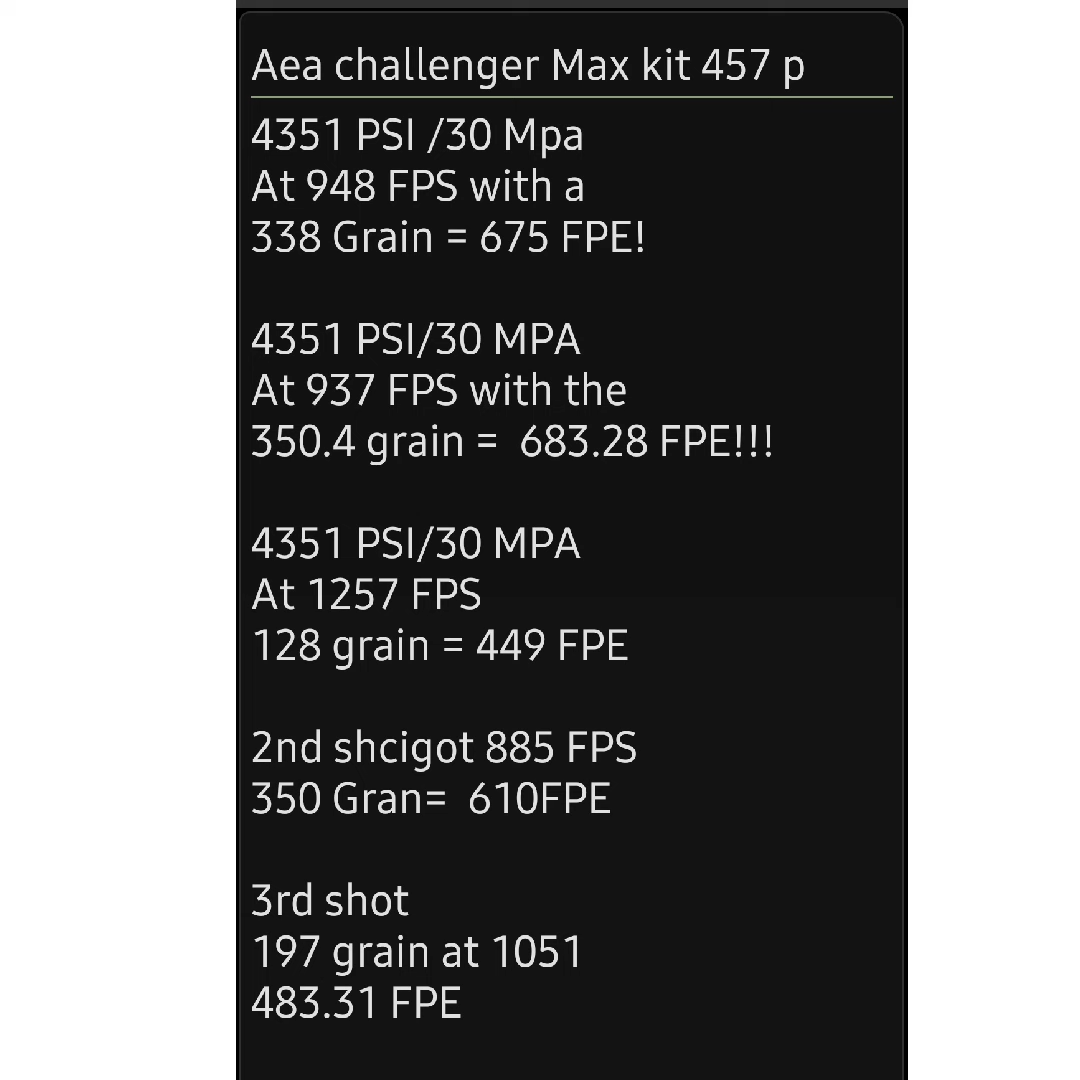 Aea challenger Max kit 457 p
4351 PSI /30 Mpa
At 948 FPS with a
338 Grain = 675 FPE!
4351 PSI/30 MPA
At 937 FPS with the
350.4 grain =  683.28 FPE!!!
4351 PSI/30 MPA
At 1257 FPS
128 grain = 449 FPE
2nd shcigot 885 FPS
350 Gran=  610FPE
3rd shot
197 grain at 1051
483.31 FPE